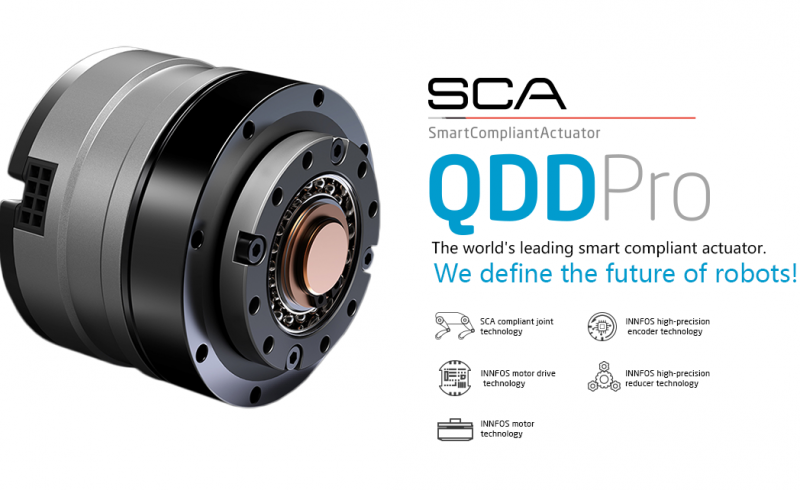 SCA
SmartCompliantActuator
QDDPro
The world's leading smart compliant actuator.
We define the future of robots!
SCA compliant joint
technology
INNFOS high-precision
encoder technology
INNFOS motor drive
technology
INNFOS high-precision
reducer technology
INNFOS motor
technology